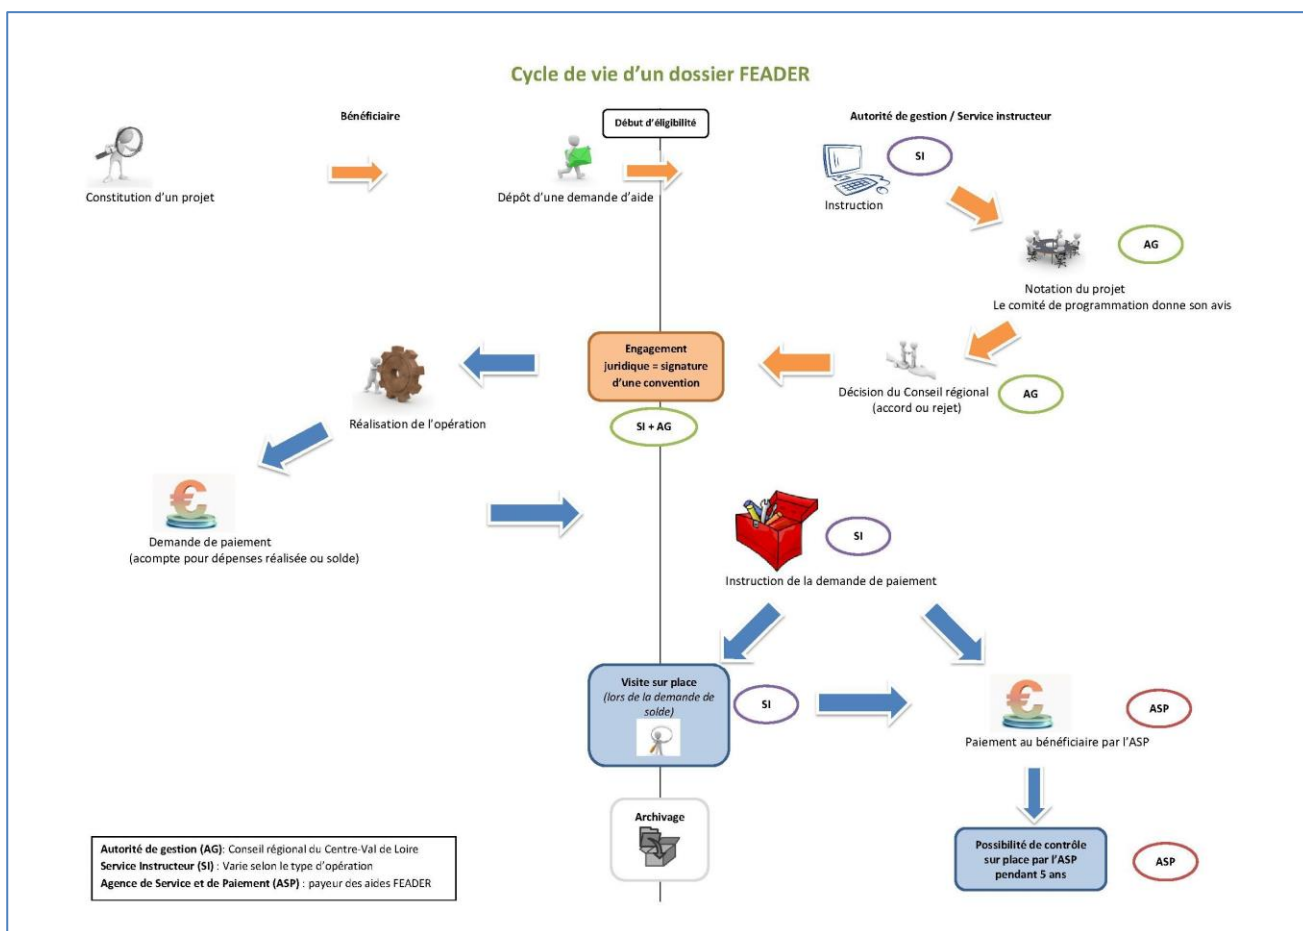 Cycle de vie d’un dossier FEADER
Bénéficiaire
Début d’éligibilité
Autorité de gestion / Service instructeur
SI
Constitution d’un projet
Dépôt d’une demande d’aide
Instruction
AG
Notation du projet
Le comité de programmation donne son avis
Engagement
juridique = signature
d’une convention
SI + AG
Décision du Conseil régional
(accord ou rejet)
AG
Réalisation de l’opération
Demande de paiement
(acompte pour dépenses réalisée ou solde)
SI
Instruction de la demande de paiement
Visite sur place
(lors de la demande de
solde)
SI
ASP
Paiement au bénéficiaire par l’ASP
Archivage
Possibilité de contrôle
sur place par l’ASP
pendant 5 ans
ASP
Autorité de gestion (AG): Conseil régional du Centre-Val de Loire
Service Instructeur (SI) : Varie selon le type d’opération
Agence de Service et de Paiement (ASP) : payeur des aides FEADER